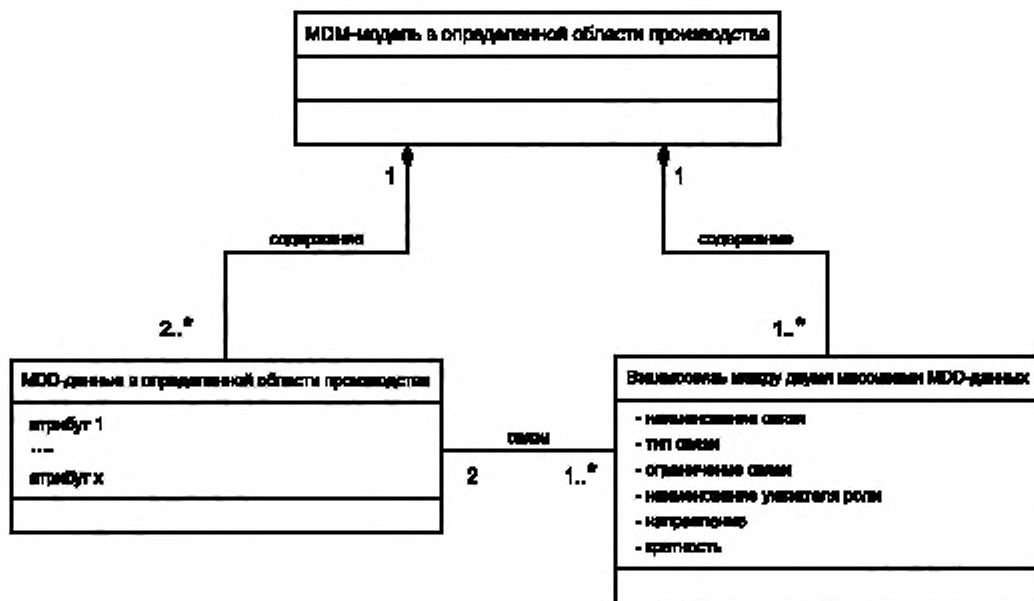 MDM-модель в определенной области производства
1
1
содержание
содержание
2..*
1..*
MDD-данные в определенной области производства
Взаимосвязь между двумя массивами MDD-данных
атрибут 1
....
атрибут x
связи
2
1..*
- наименование связи
- тип связи
- ограничение связи
- наименование указателя роли
- направление
- кратность